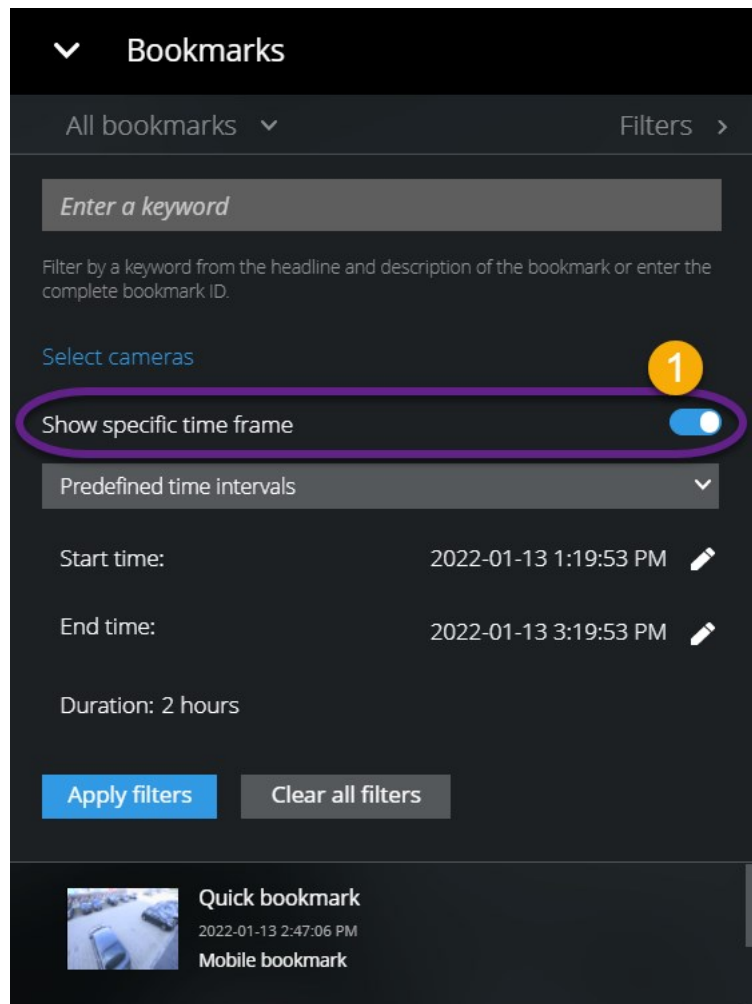 Bookmarks
All bookmarks
Filters
Enter a keyword
Filter by a keyword from the headline and description of the bookmark or enter the
complete bookmark ID.
Select cameras
1
Show specific time frame
Predefined time intervals
Start time: 2022-01-13 1:19:53 PM
End time: 2022-01-13 3:19:53 PM
Duration: 2 hours
Apply filters
Clear all filters
Quick bookmark
2022-01-13 2:47:06 PM
Mobile bookmark